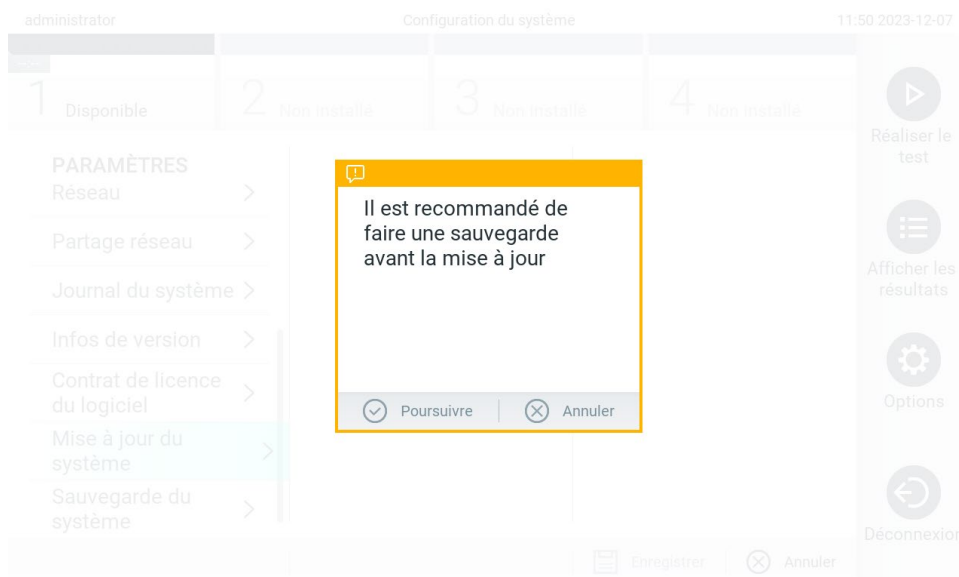 administrator Configuration du système 11:50 2023-12-07
1 Disponible 2 Non installé 3 Non installé 4 Non installé
PARAMÈTRES
Réseau
Partage réseau
Journal du système
Infos de version
Contrat de licence
du logiciel
Mise à jour du
système
Sauvegarde du
système
Il est recommandé de
faire une sauvegarde
avant la mise à jour
Poursuivre Annuler
Réaliser le
test
Afficher les
résultats
Options
Déconnexion
Enregistrer Annuler